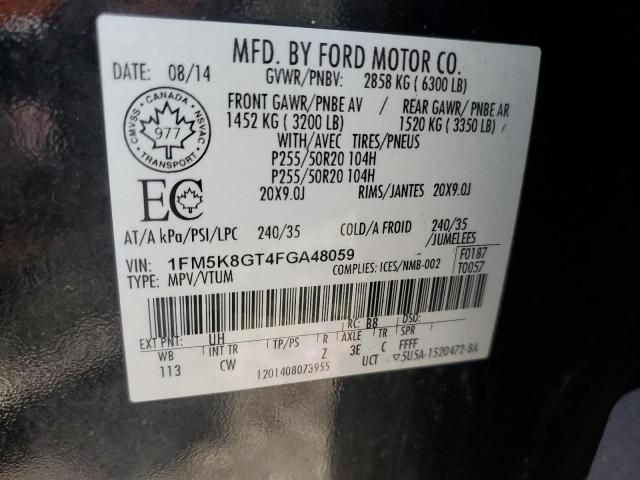 MFD. BY FORD MOTOR CO.
DATE: 08/14 GVWR/PNBV: 2858 KG ( 6300 LB)
FRONT GAWR/PNBE AV / REAR GAWR/PNBE AR
1452 KG ( 3200 LB) 1520 KG ( 3350 LB)
WITH/AVEC TIRES/PNEUS
P255/50R20 104H
P255/50R20 104H
20X9.0J RIMS/JANTES 20X9.0J
CANADA
CMVSS NSVAC
977
TRANSPORT
EC
AT/A kPa/PSI/LPC 240/35 COLD/A FROID 240/35
/JUMELEES
VIN: 1FM5K8GT4FGA48059 F0187
TYPE: MPV/VTUM COMPLIES: ICES/NMB-002 T0057
EXT PNT: UH RC: B8 DSO:
WB INT TR TP/PS R AXLE TR SPR
113 CW Z 3E C FFFF
1201408073955 UCT ▽5U5A-1520472-BA